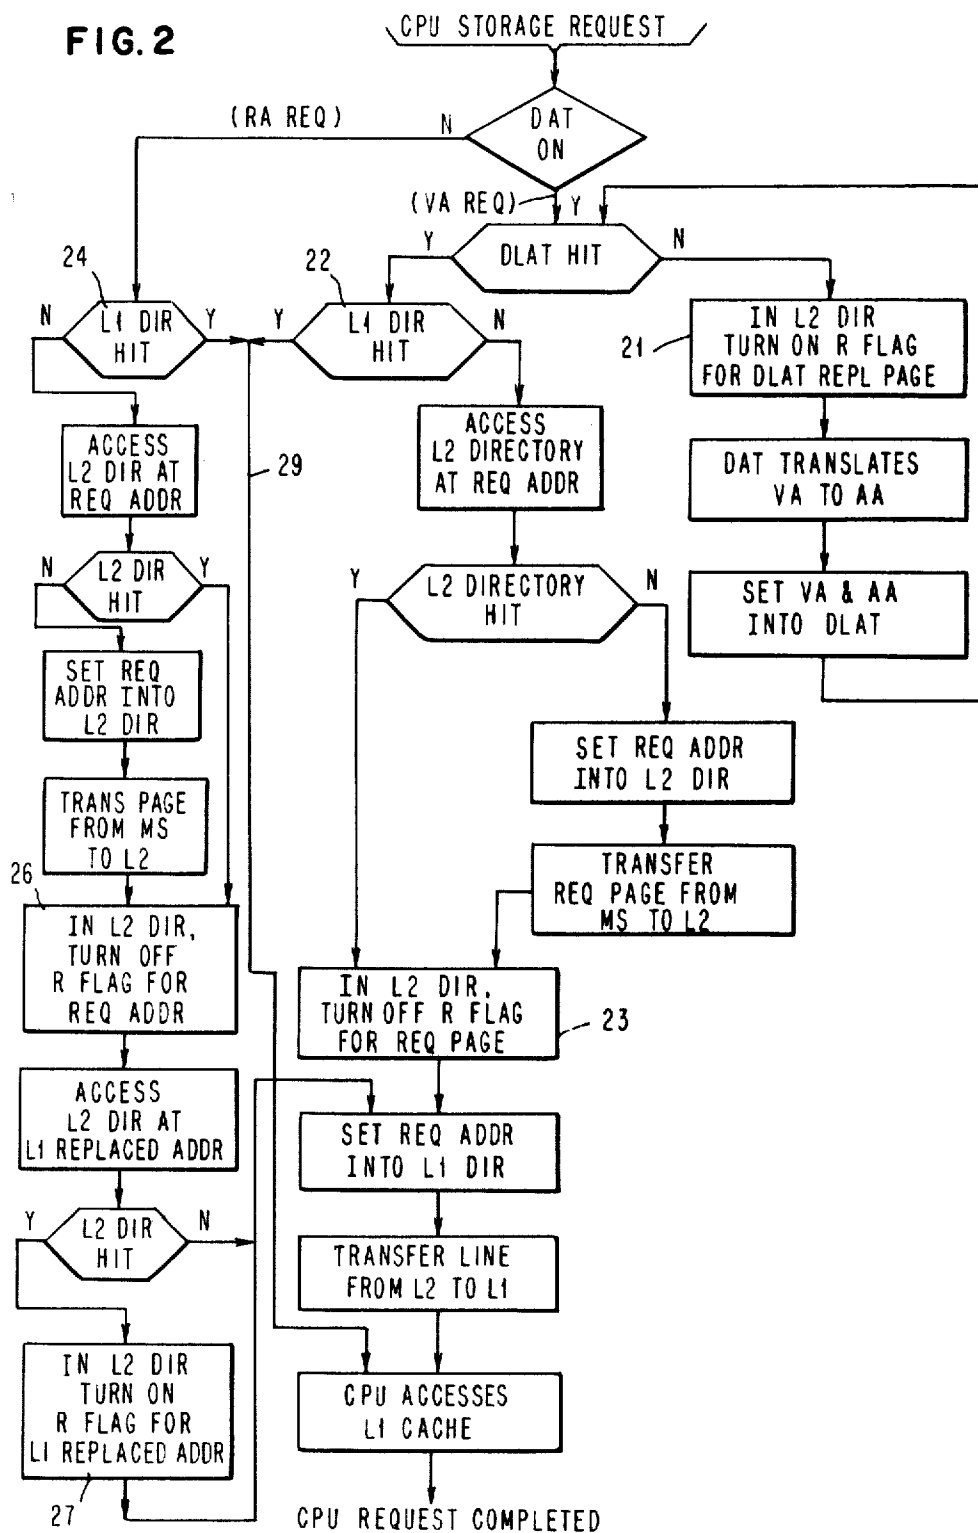 FIG. 2
CPU STORAGE REQUEST
DAT
ON
N
(RA REQ)
(VA REQ)
Y
DLAT HIT
Y
N
24
L1 DIR
HIT
N
Y
22
L1 DIR
HIT
Y
N
21
IN L2 DIR
TURN ON R FLAG
FOR DLAT REPL PAGE
DAT TRANSLATES
VA TO AA
SET VA & AA
INTO DLAT
ACCESS
L2 DIR AT
REQ ADDR
29
ACCESS
L2 DIRECTORY
AT REQ ADDR
N
L2 DIR
HIT
Y
Y
L2 DIRECTORY
HIT
N
SET REQ
ADDR INTO
L2 DIR
TRANS PAGE
FROM MS
TO L2
SET REQ ADDR
INTO L2 DIR
TRANSFER
REQ PAGE FROM
MS TO L2
26
IN L2 DIR,
TURN OFF
R FLAG FOR
REQ ADDR
IN L2 DIR,
TURN OFF R FLAG
FOR REQ PAGE
23
ACCESS
L2 DIR AT
L1 REPLACED ADDR
SET REQ ADDR
INTO L1 DIR
Y
L2 DIR
HIT
N
TRANSFER LINE
FROM L2 TO L1
IN L2 DIR
TURN ON
R FLAG FOR
L1 REPLACED ADDR
27
CPU ACCESSES
L1 CACHE
CPU REQUEST COMPLETED